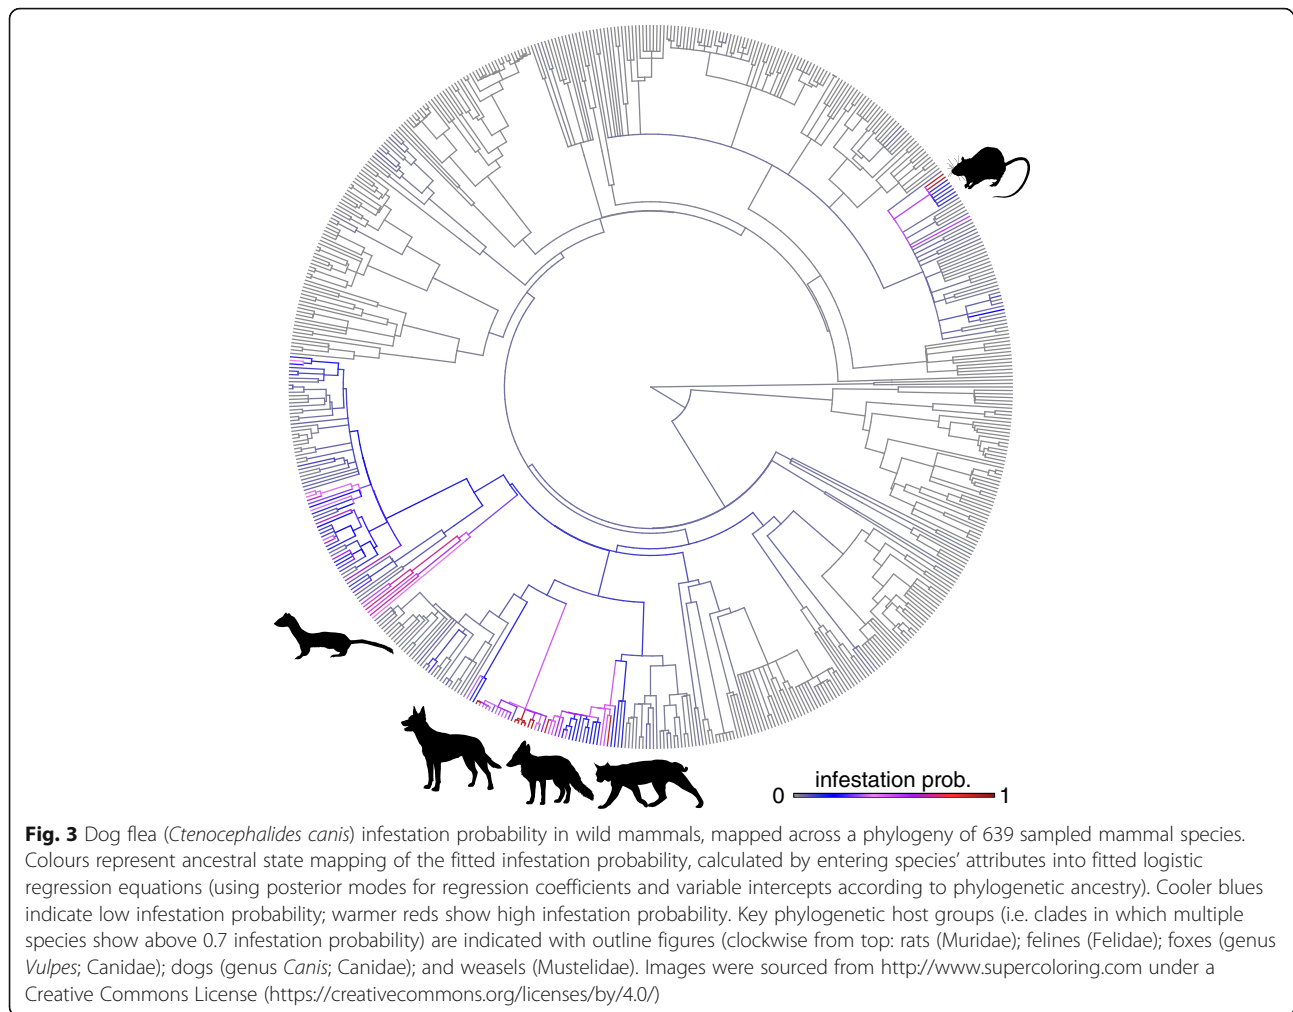 infestation prob.
0 1
Fig. 3 Dog flea (Ctenocephalides canis) infestation probability in wild mammals, mapped across a phylogeny of 639 sampled mammal species.
Colours represent ancestral state mapping of the fitted infestation probability, calculated by entering species’ attributes into fitted logistic
regression equations (using posterior modes for regression coefficients and variable intercepts according to phylogenetic ancestry). Cooler blues
indicate low infestation probability; warmer reds show high infestation probability. Key phylogenetic host groups (i.e. clades in which multiple
species show above 0.7 infestation probability) are indicated with outline figures (clockwise from top: rats (Muridae); felines (Felidae); foxes (genus
Vulpes; Canidae); dogs (genus Canis; Canidae); and weasels (Mustelidae). Images were sourced from http://www.supercoloring.com under a
Creative Commons License (https://creativecommons.org/licenses/by/4.0/)